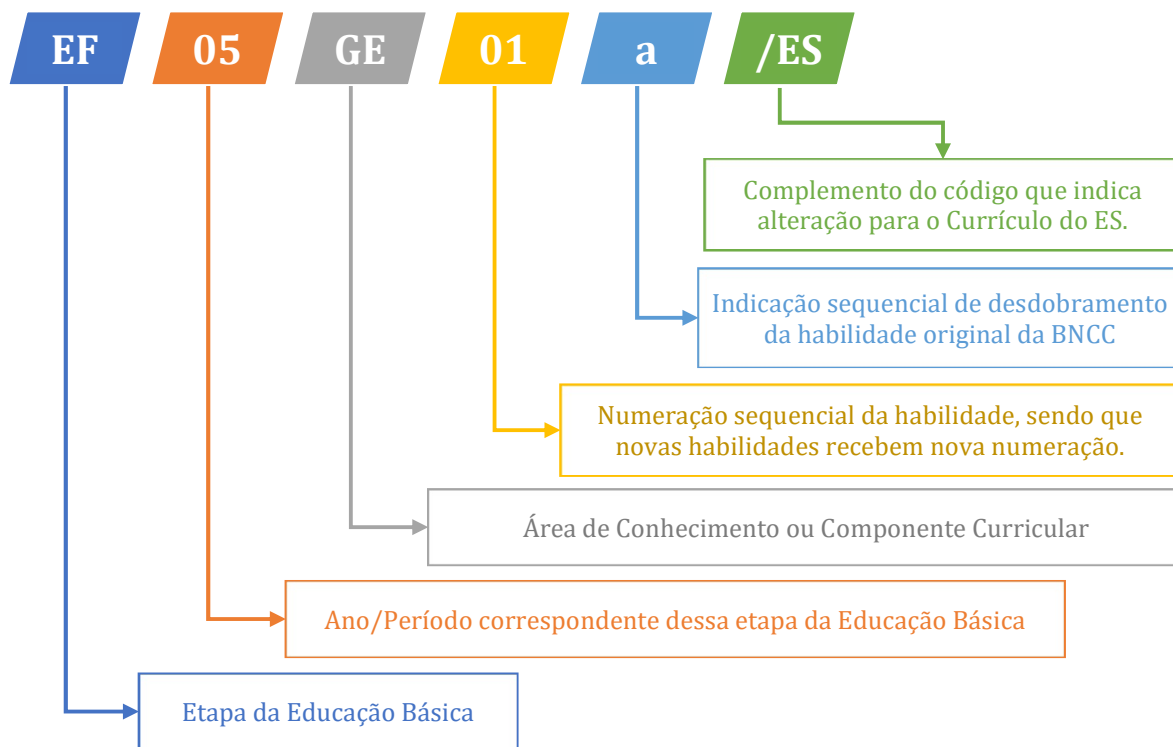 EF 05 GE 01 a /ES
Complemento do código que indica
alteração para o Currículo do ES.
Indicação sequencial de desdobramento
da habilidade original da BNCC
Numeração sequencial da habilidade, sendo que
novas habilidades recebem nova numeração.
Área de Conhecimento ou Componente Curricular
Ano/Período correspondente dessa etapa da Educação Básica
Etapa da Educação Básica